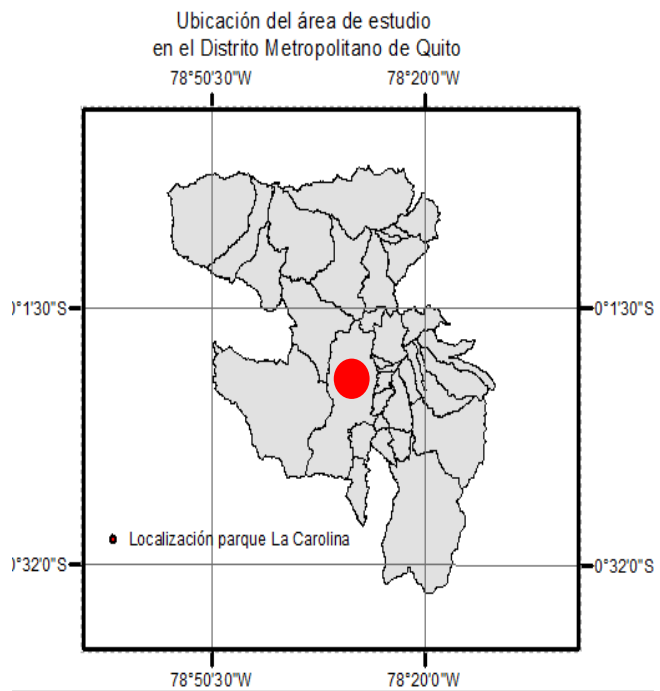 Ubicación del área de estudio
en el Distrito Metropolitano de Quito
78°50'30"W 78°20'0"W
0°1'30"S 0°1'30"S
Localización parque La Carolina
0°32'0"S 0°32'0"S
78°50'30"W 78°20'0"W